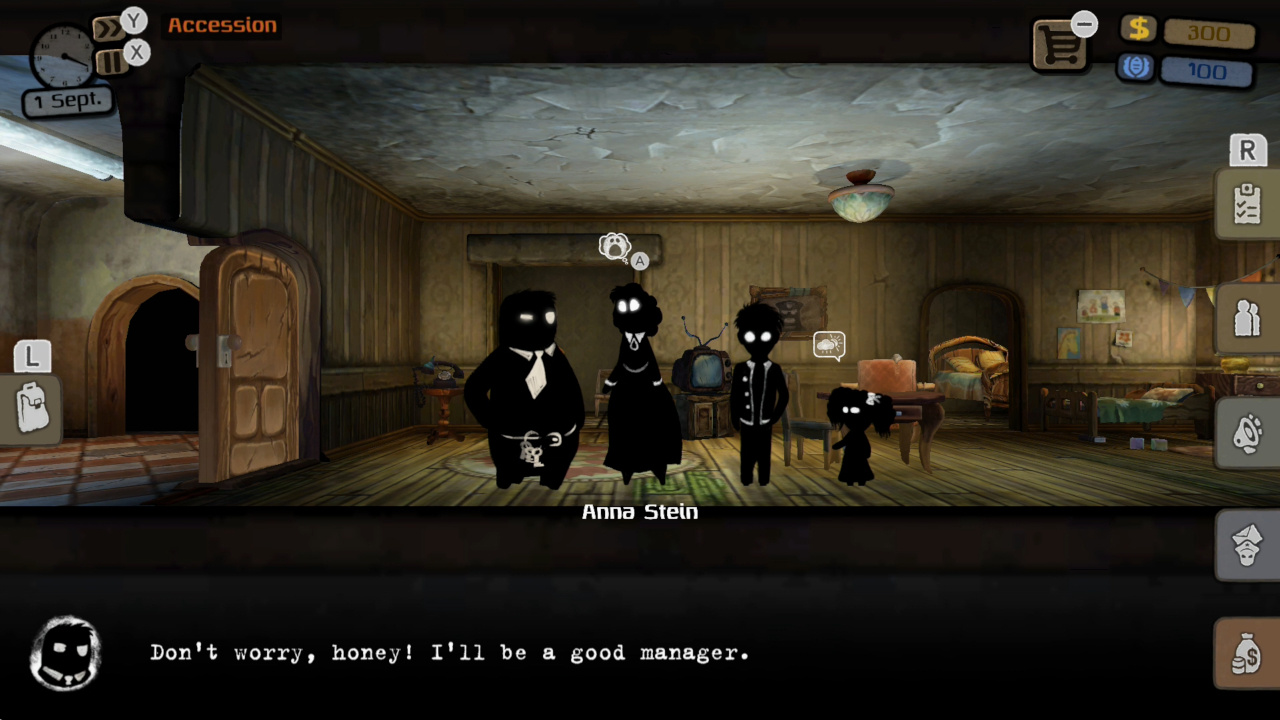 Y
Accession
X
1 Sept.
300
100
R
L
A
Anna Stein
Don't worry, honey! I'll be a good manager.